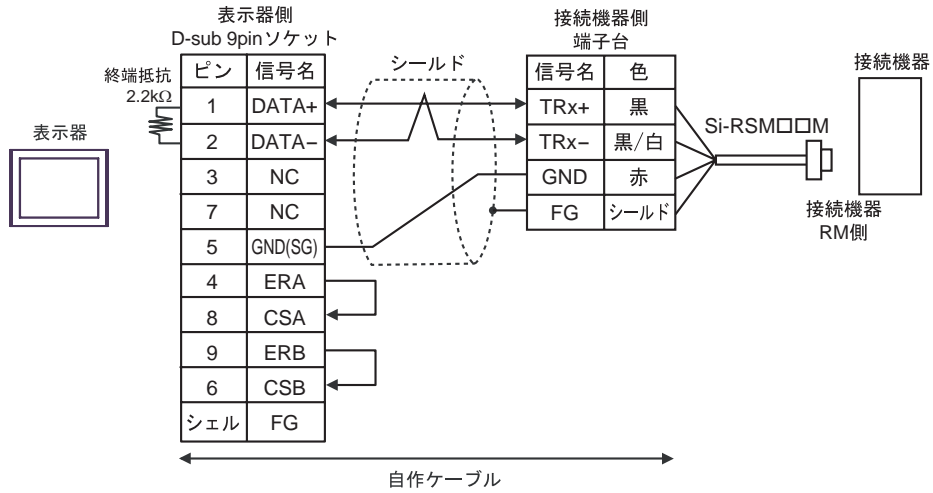 表示器側
D-sub 9pinソケット
接続機器側
端子台
接続機器
終端抵抗
2.2kΩ
表示器
シールド
ピン 信号名
1 DATA+
2 DATA−
3 NC
7 NC
5 GND(SG)
4 ERA
8 CSA
9 ERB
6 CSB
シェル FG
信号名 色
TRx+ 黒
TRx− 黒/白
GND 赤
FG シールド
Si-RSM□□M
接続機器
RM側
自作ケーブル